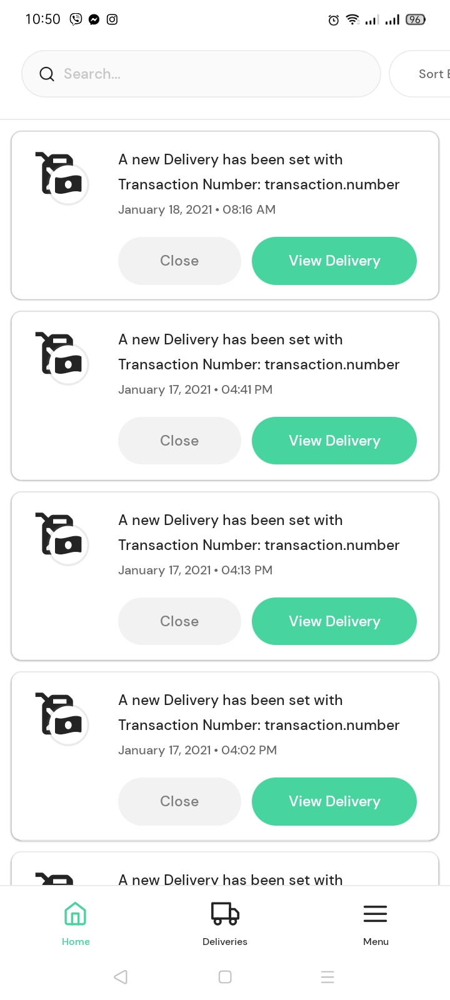 10:50
96
Search...
Sort
A new Delivery has been set with
Transaction Number: transaction.number
January 18, 2021 • 08:16 AM
Close
View Delivery
A new Delivery has been set with
Transaction Number: transaction.number
January 17, 2021 • 04:41 PM
Close
View Delivery
A new Delivery has been set with
Transaction Number: transaction.number
January 17, 2021 • 04:13 PM
Close
View Delivery
A new Delivery has been set with
Transaction Number: transaction.number
January 17, 2021 • 04:02 PM
Close
View Delivery
A new Delivery has been set with
Home
Deliveries
Menu